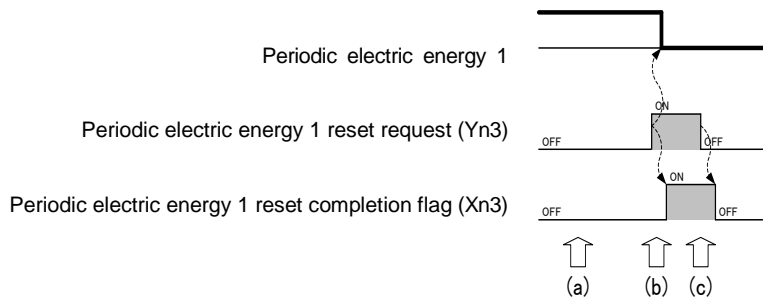 Periodic electric energy 1
ON
Periodic electric energy 1 reset request (Yn3)
OFF
OFF
ON
Periodic electric energy 1 reset completion flag (Xn3)
OFF
OFF
(a)
(b)
(c)